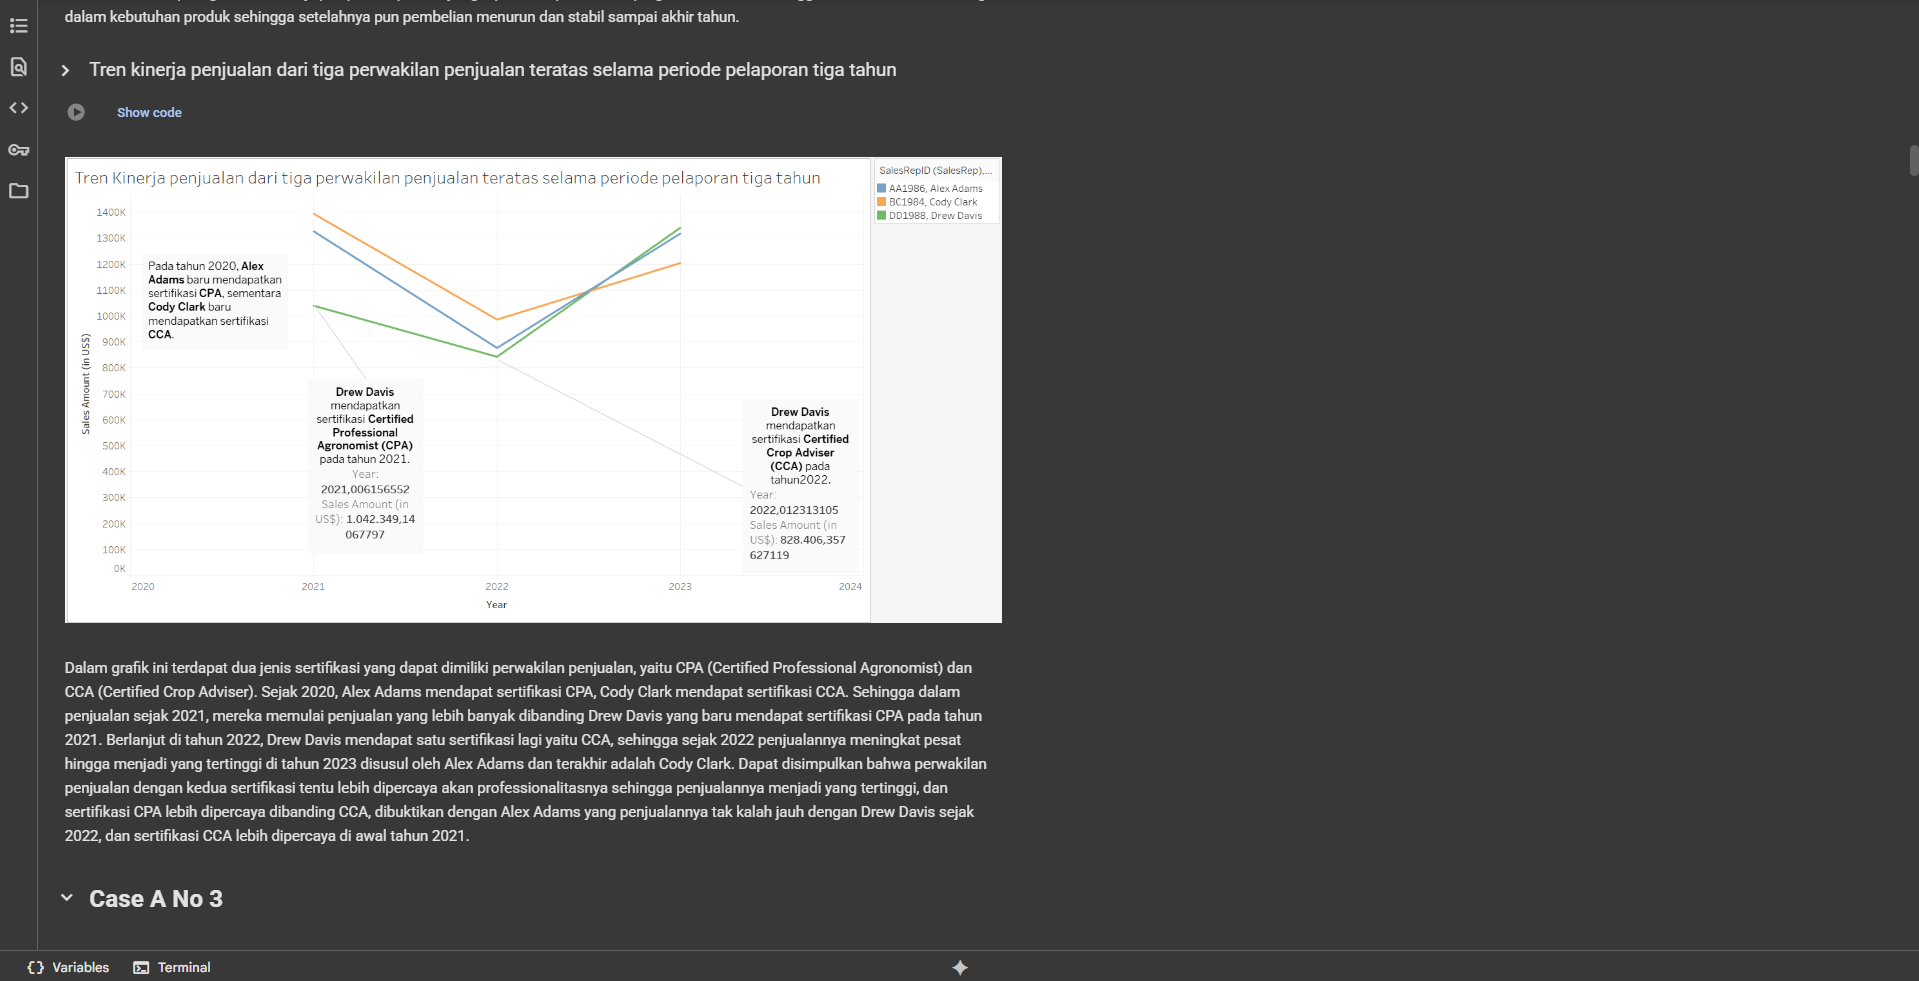 dalam kebutuhan produk sehingga setelahnya pun pembelian menurun dan stabil sampai akhir tahun.
Tren kinerja penjualan dari tiga perwakilan penjualan teratas selama periode pelaporan tiga tahun
Show code
Tren Kinerja penjualan dari tiga perwakilan penjualan teratas selama periode pelaporan tiga tahun
SalesRepID (SalesRep),...
AA1986, Alex Adams
BC1984, Cody Clark
DD1988, Drew Davis
1400K
1300K
1200K
1100K
1000K
900K
800K
700K
600K
500K
400K
300K
200K
100K
0K
Sales Amount (in US$)
Pada tahun 2020, Alex
Adams baru mendapatkan
sertifikasi CPA, sementara
Cody Clark baru
mendapatkan sertifikasi
CCA.
Drew Davis
mendapatkan
sertifikasi Certified
Professional
Agronomist (CPA)
pada tahun 2021.
Year:
2021,006156552
Sales Amount (in
US$): 1.042.349,14
067797
Drew Davis
mendapatkan
sertifikasi Certified
Crop Adviser
(CCA) pada
tahun2022.
Year:
2022,012313105
Sales Amount (in
US$): 828.406,357
627119
2020
2021
2022
2023
2024
Year
Dalam grafik ini terdapat dua jenis sertifikasi yang dapat dimiliki perwakilan penjualan, yaitu CPA (Certified Professional Agronomist) dan
CCA (Certified Crop Adviser). Sejak 2020, Alex Adams mendapat sertifikasi CPA, Cody Clark mendapat sertifikasi CCA. Sehingga dalam
penjualan sejak 2021, mereka memulai penjualan yang lebih banyak dibanding Drew Davis yang baru mendapat sertifikasi CPA pada tahun
2021. Berlanjut di tahun 2022, Drew Davis mendapat satu sertifikasi lagi yaitu CCA, sehingga sejak 2022 penjualannya meningkat pesat
hingga menjadi yang tertinggi di tahun 2023 disusul oleh Alex Adams dan terakhir adalah Cody Clark. Dapat disimpulkan bahwa perwakilan
penjualan dengan kedua sertifikasi tentu lebih dipercaya akan professionalitasnya sehingga penjualannya menjadi yang tertinggi, dan
sertifikasi CPA lebih dipercaya dibanding CCA, dibuktikan dengan Alex Adams yang penjualannya tak kalah jauh dengan Drew Davis sejak
2022, dan sertifikasi CCA lebih dipercaya di awal tahun 2021.
Case A No 3
Variables
Terminal